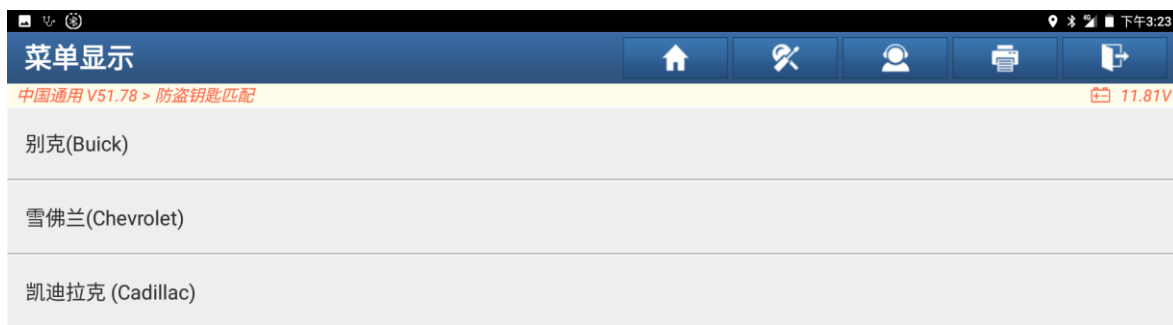 4G 下午3:23
菜单显示
中国通用 V51.78 > 防盗钥匙匹配 11.81V
别克(Buick)
雪佛兰(Chevrolet)
凯迪拉克 (Cadillac)